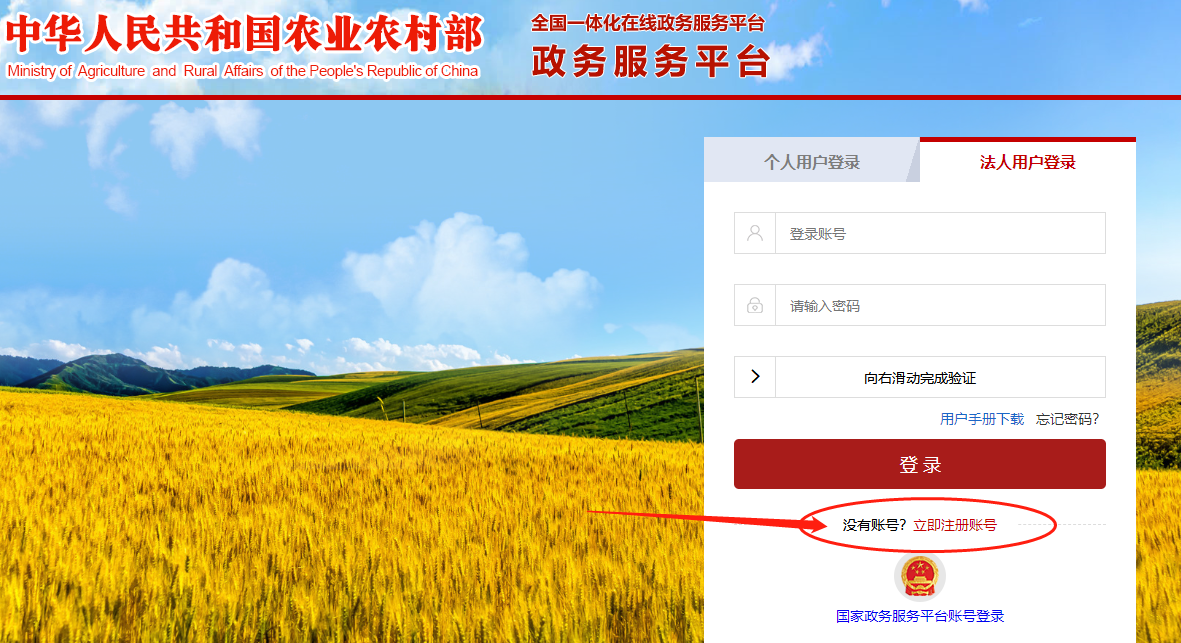 中华人民共和国农业农村部
Ministry of Agriculture and Rural Affairs of the People's Republic of China
全国一体化在线政务服务平台
政务服务平台
个人用户登录
法人用户登录
登录账号
请输入密码
向右滑动完成验证
用户手册下载 忘记密码?
登 录
没有账号? 立即注册账号
国家政务服务平台账号登录